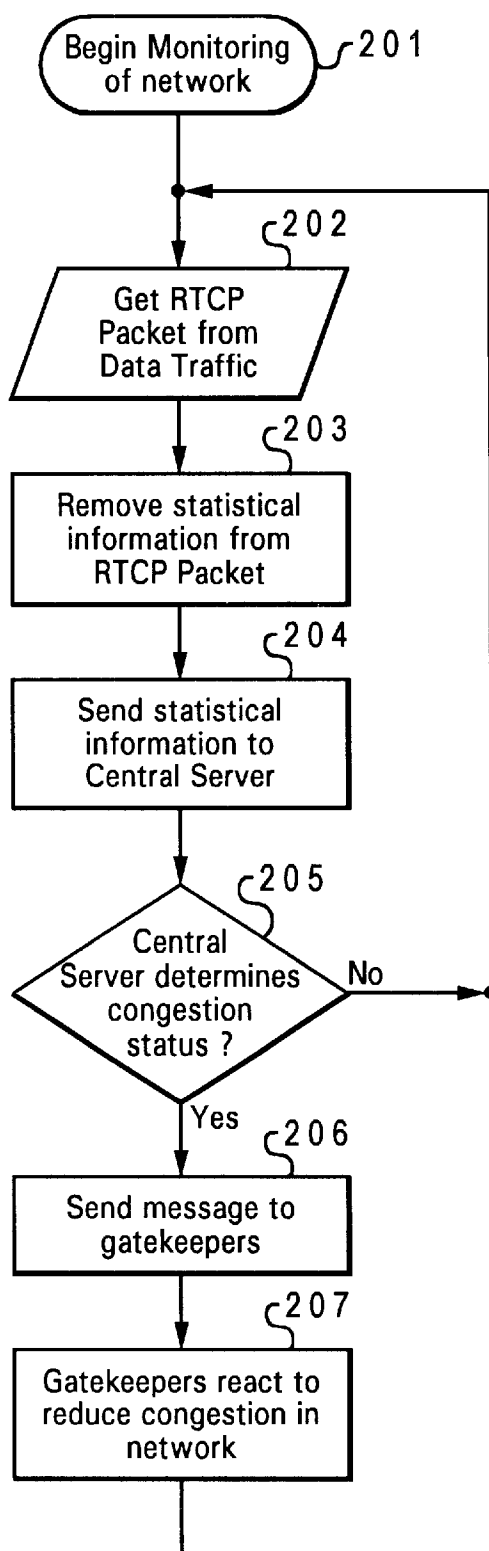 Begin Monitoring
of network
201
202
Get RTCP
Packet from
Data Traffic
203
Remove statistical
information from
RTCP Packet
204
Send statistical
information to
Central Server
205
Central
Server determines
congestion
status ?
No
Yes
206
Send message to
gatekeepers
207
Gatekeepers react to
reduce congestion in
network